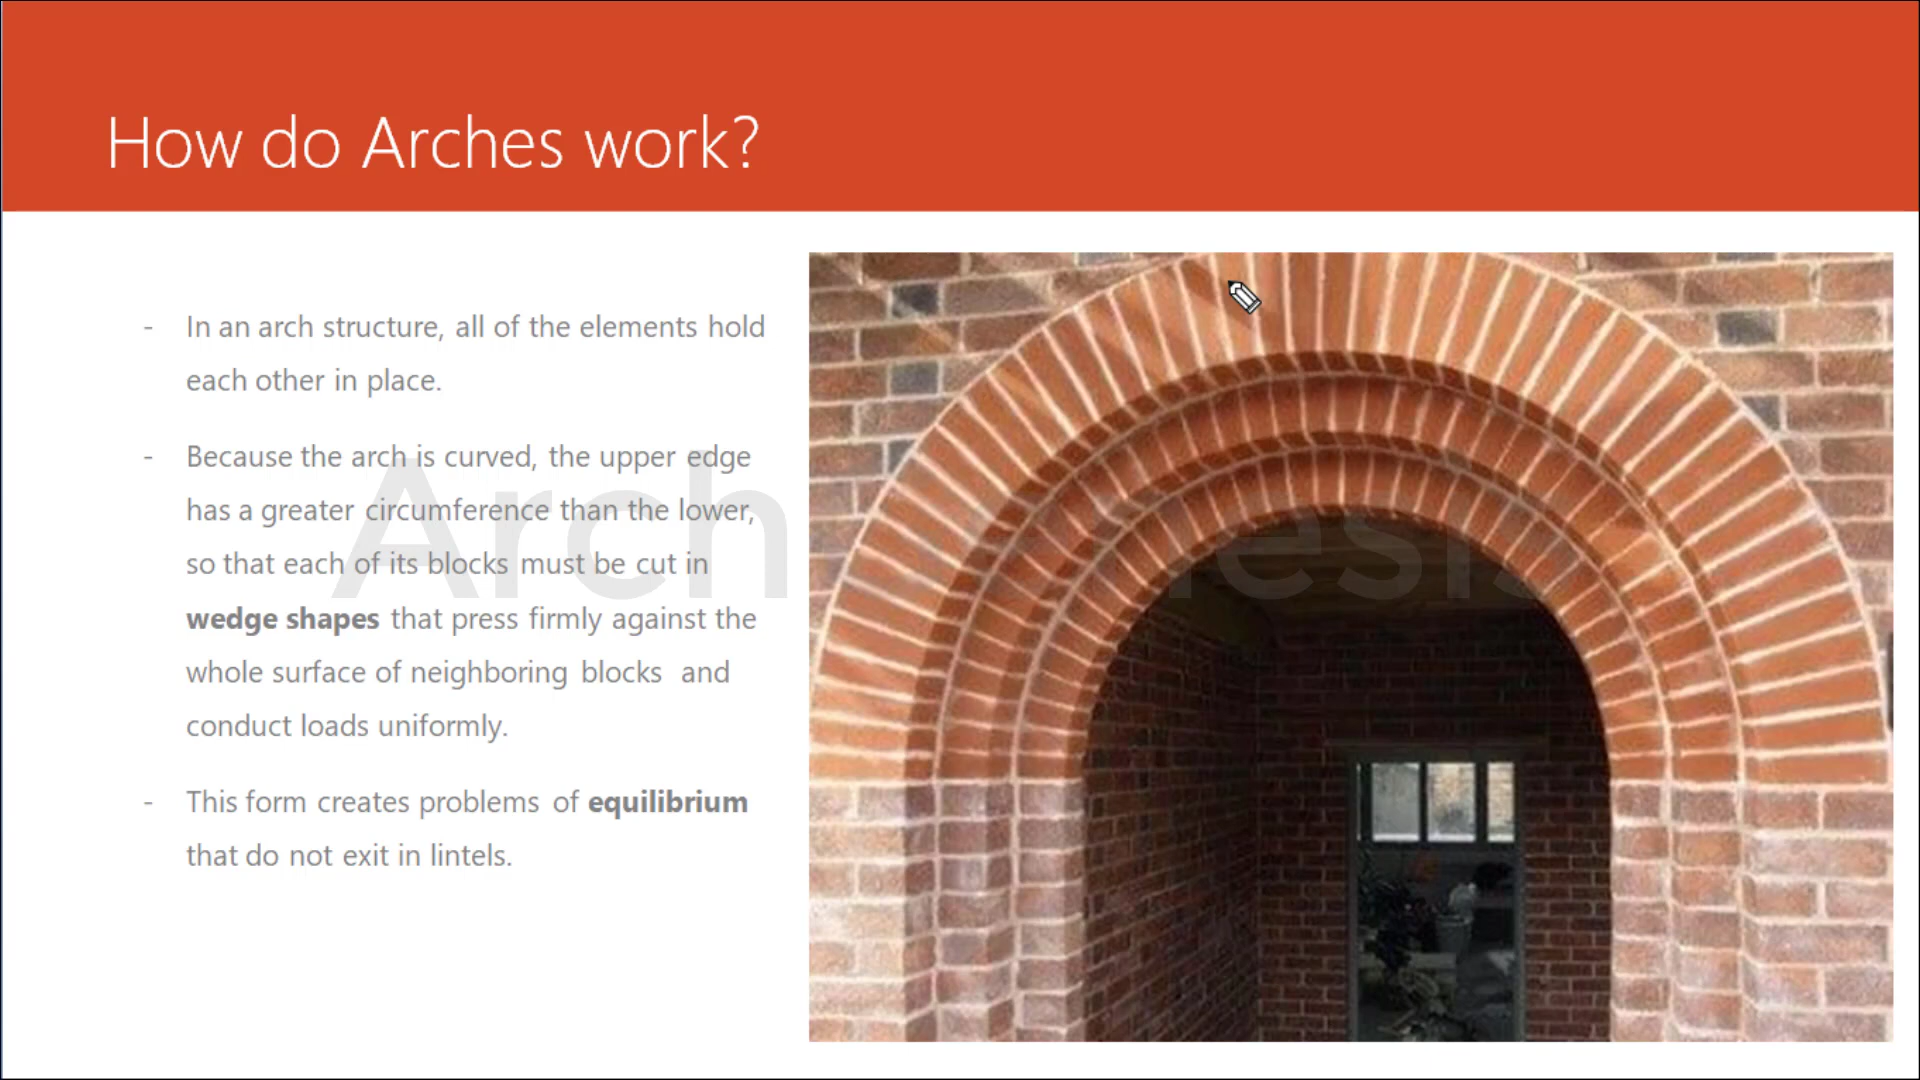 How do Arches work?
- In an arch structure, all of the elements hold
each other in place.
- Because the arch is curved, the upper edge
has a greater circumference than the lower,
so that each of its blocks must be cut in
wedge shapes that press firmly against the
whole surface of neighboring blocks and
conduct loads uniformly.
- This form creates problems of equilibrium
that do not exit in lintels.